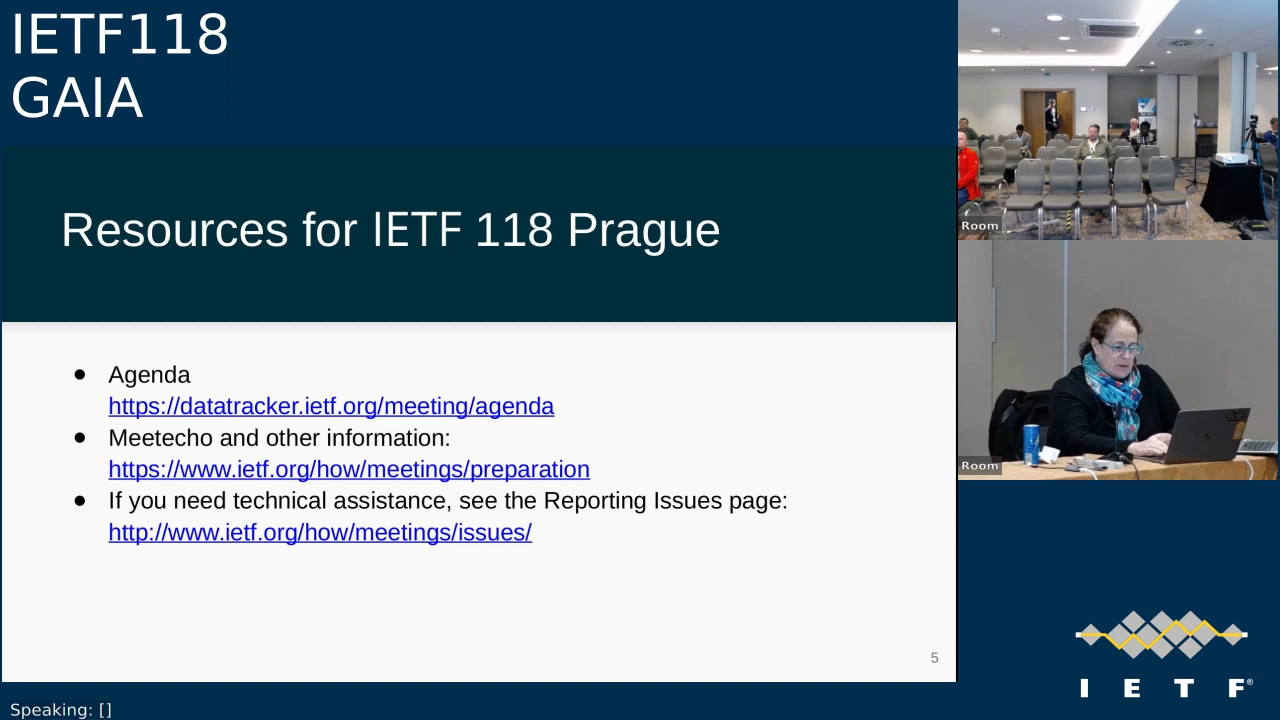 IETF118
GAIA
Resources for IETF 118 Prague
● Agenda
https://datatracker.ietf.org/meeting/agenda
● Meetecho and other information:
https://www.ietf.org/how/meetings/preparation
● If you need technical assistance, see the Reporting Issues page:
http://www.ietf.org/how/meetings/issues/
5
Room
Room
I E T F®
Speaking: []